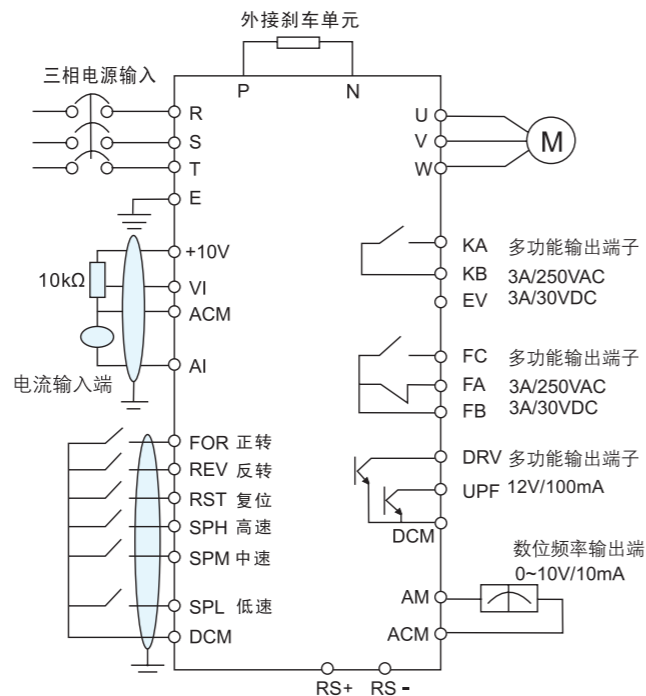 外接刹车单元
三相电源输入
P
N
R
S
T
E
U
V
W
M
+10V
10kΩ
VI
ACM
AI
电流输入端
KA 多功能输出端子
KB 3A/250VAC
EV 3A/30VDC
FC 多功能输出端子
FA 3A/250VAC
FB 3A/30VDC
FOR 正转
REV 反转
RST 复位
SPH 高速
SPM 中速
SPL 低速
DCM
DRV 多功能输出端子
UPF 12V/100mA
DCM
数位频率输出端
0~10V/10mA
AM
ACM
RS+
RS -